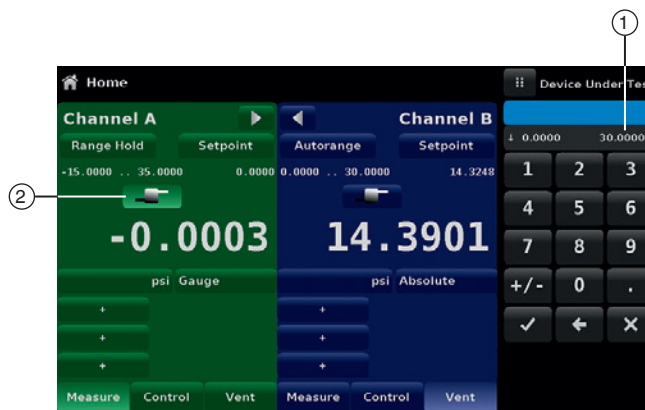 1
Home
Device Under Tes
Channel A
Channel B
Range Hold Setpoint
Autorange Setpoint
↓ 0.0000 30.0000
-15.0000 .. 35.0000 0.0000
0.0000 .. 30.0000 14.3248
2
-0.0003
14.3901
psi Gauge
psi Absolute
+ +
+ +
+ +
Measure Control Vent
Measure Control Vent
1 2 3
4 5 6
7 8 9
+/- 0 .